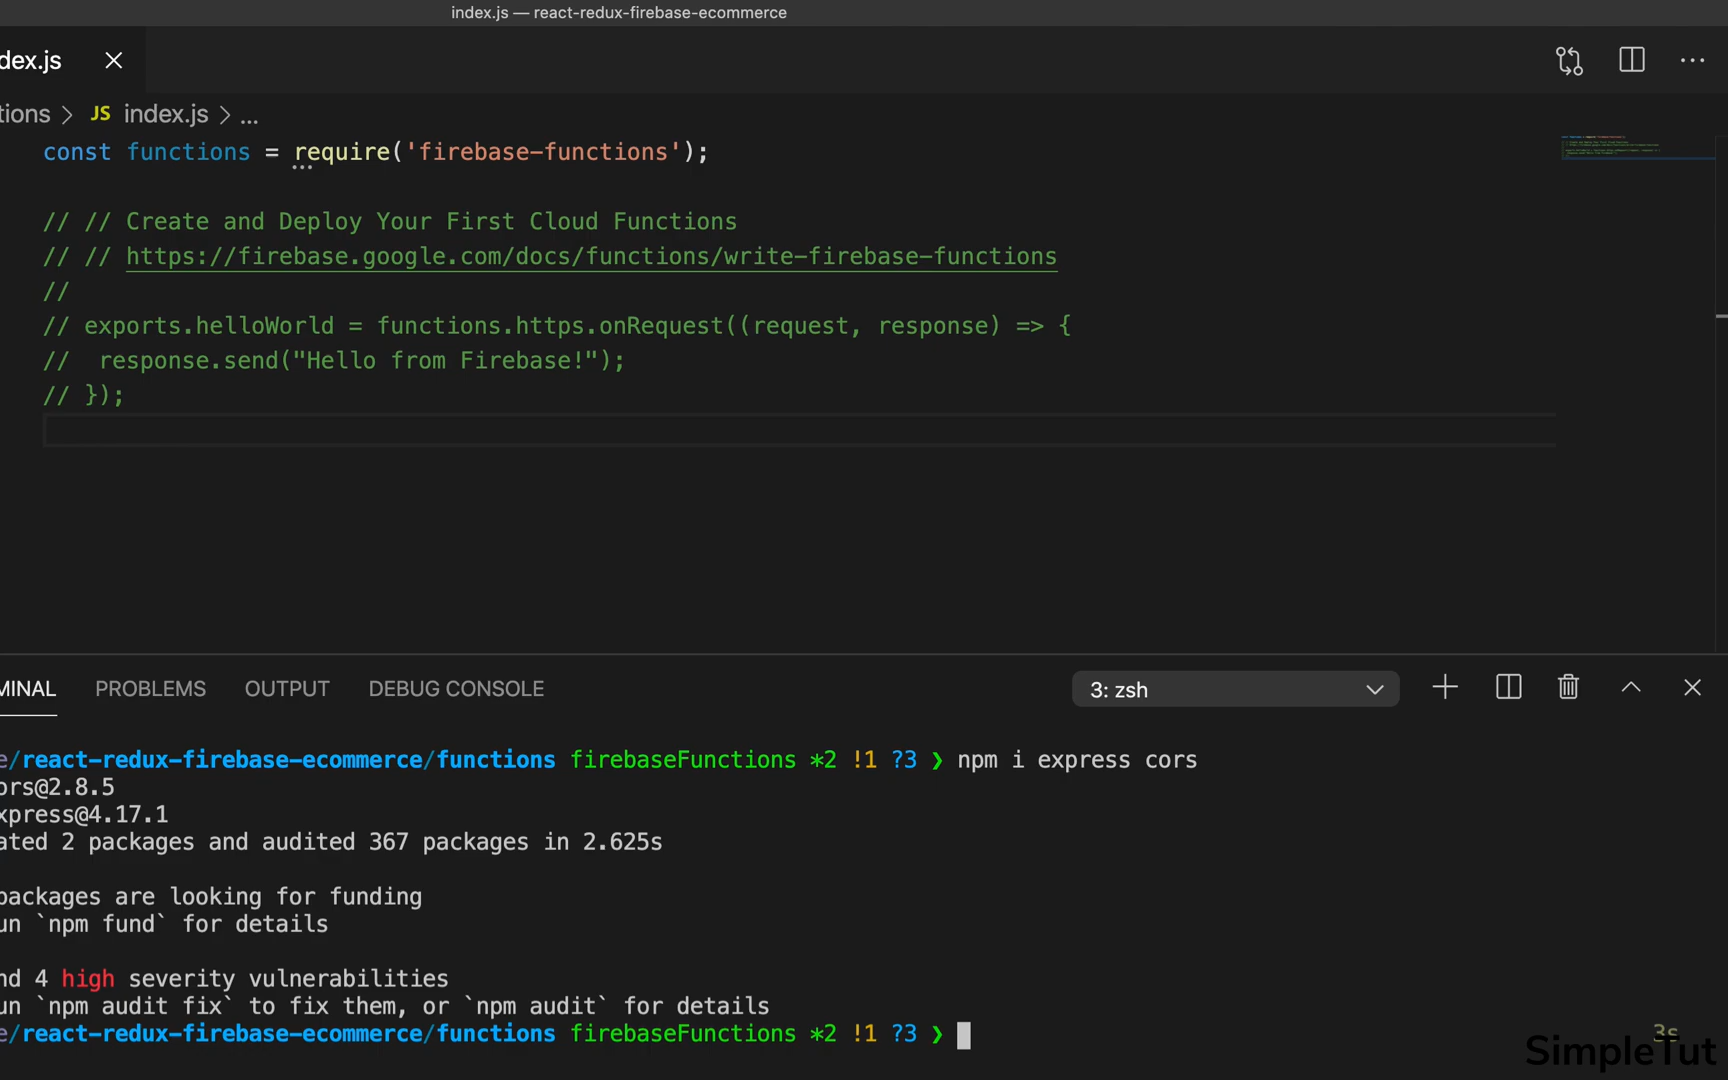 index.js — react-redux-firebase-ecommerce
dex.js
tions > JS index.js > ...
const functions = require('firebase-functions');
// // Create and Deploy Your First Cloud Functions
// // https://firebase.google.com/docs/functions/write-firebase-functions
//
// exports.helloWorld = functions.https.onRequest((request, response) => {
//  response.send("Hello from Firebase!");
// });
MINAL PROBLEMS OUTPUT DEBUG CONSOLE 3: zsh
e/react-redux-firebase-ecommerce/functions firebaseFunctions *2 !1 ?3 ❯ npm i express cors
ors@2.8.5
xpress@4.17.1
ated 2 packages and audited 367 packages in 2.625s
packages are looking for funding
un `npm fund` for details
nd 4 high severity vulnerabilities
un `npm audit fix` to fix them, or `npm audit` for details
e/react-redux-firebase-ecommerce/functions firebaseFunctions *2 !1 ?3 ❯ 3s
SimpleTut